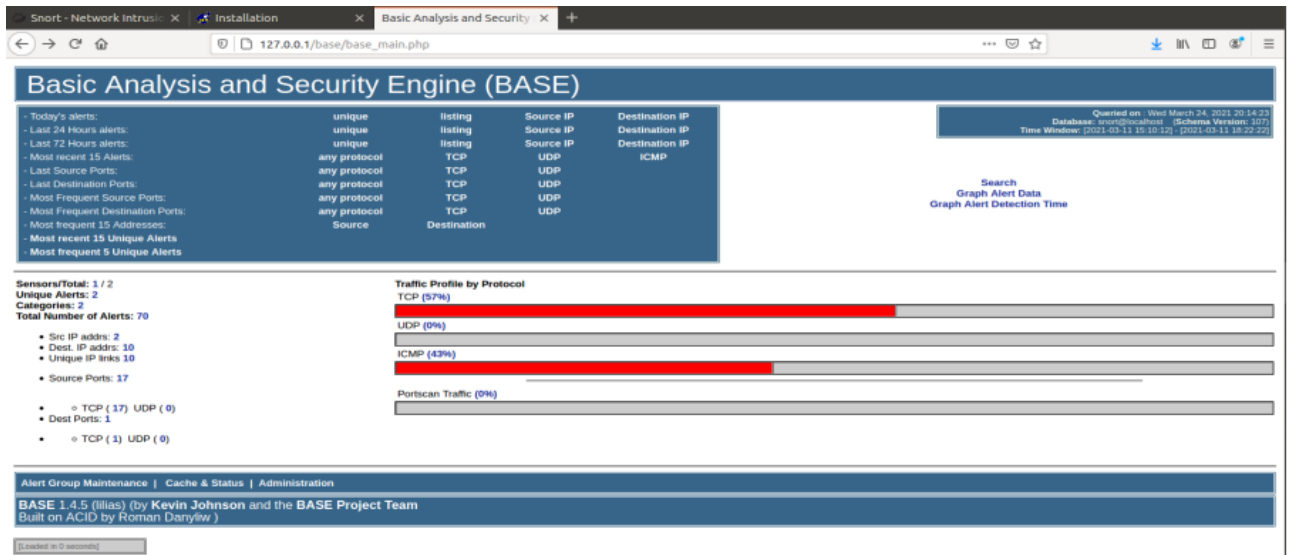 Snort - Network Intrusio
Installation
Basic Analysis and Security
127.0.0.1/base/base_main.php
Basic Analysis and Security Engine (BASE)
- Today's alerts: unique listing Source IP Destination IP
- Last 24 Hours alerts: unique listing Source IP Destination IP
- Last 72 Hours alerts: unique listing Source IP Destination IP
- Most recent 15 Alerts: any protocol TCP UDP ICMP
- Last Source Ports: any protocol TCP UDP
- Last Destination Ports: any protocol TCP UDP
- Most Frequent Source Ports: any protocol TCP UDP
- Most Frequent Destination Ports: any protocol TCP UDP
- Most frequent 15 Addresses: Source Destination
- Most recent 15 Unique Alerts
- Most frequent 5 Unique Alerts
Queried on : Wed March 24, 2021 20:14:23
Database: snort@localhost (Schema Version: 107)
Time Window: [2021-03-11 15:10:12] - [2021-03-11 18:22:22]
Search
Graph Alert Data
Graph Alert Detection Time
Sensors/Total: 1 / 2
Unique Alerts: 2
Categories: 2
Total Number of Alerts: 70
• Src IP addrs: 2
• Dest. IP addrs: 10
• Unique IP links 10
• Source Ports: 17
• ○ TCP ( 17) UDP ( 0)
• Dest Ports: 1
• ○ TCP ( 1) UDP ( 0)
Traffic Profile by Protocol
TCP (57%)
UDP (0%)
ICMP (43%)
Portscan Traffic (0%)
Alert Group Maintenance | Cache & Status | Administration
BASE 1.4.5 (lilias) (by Kevin Johnson and the BASE Project Team
Built on ACID by Roman Danyliw )
[Loaded in 0 seconds]